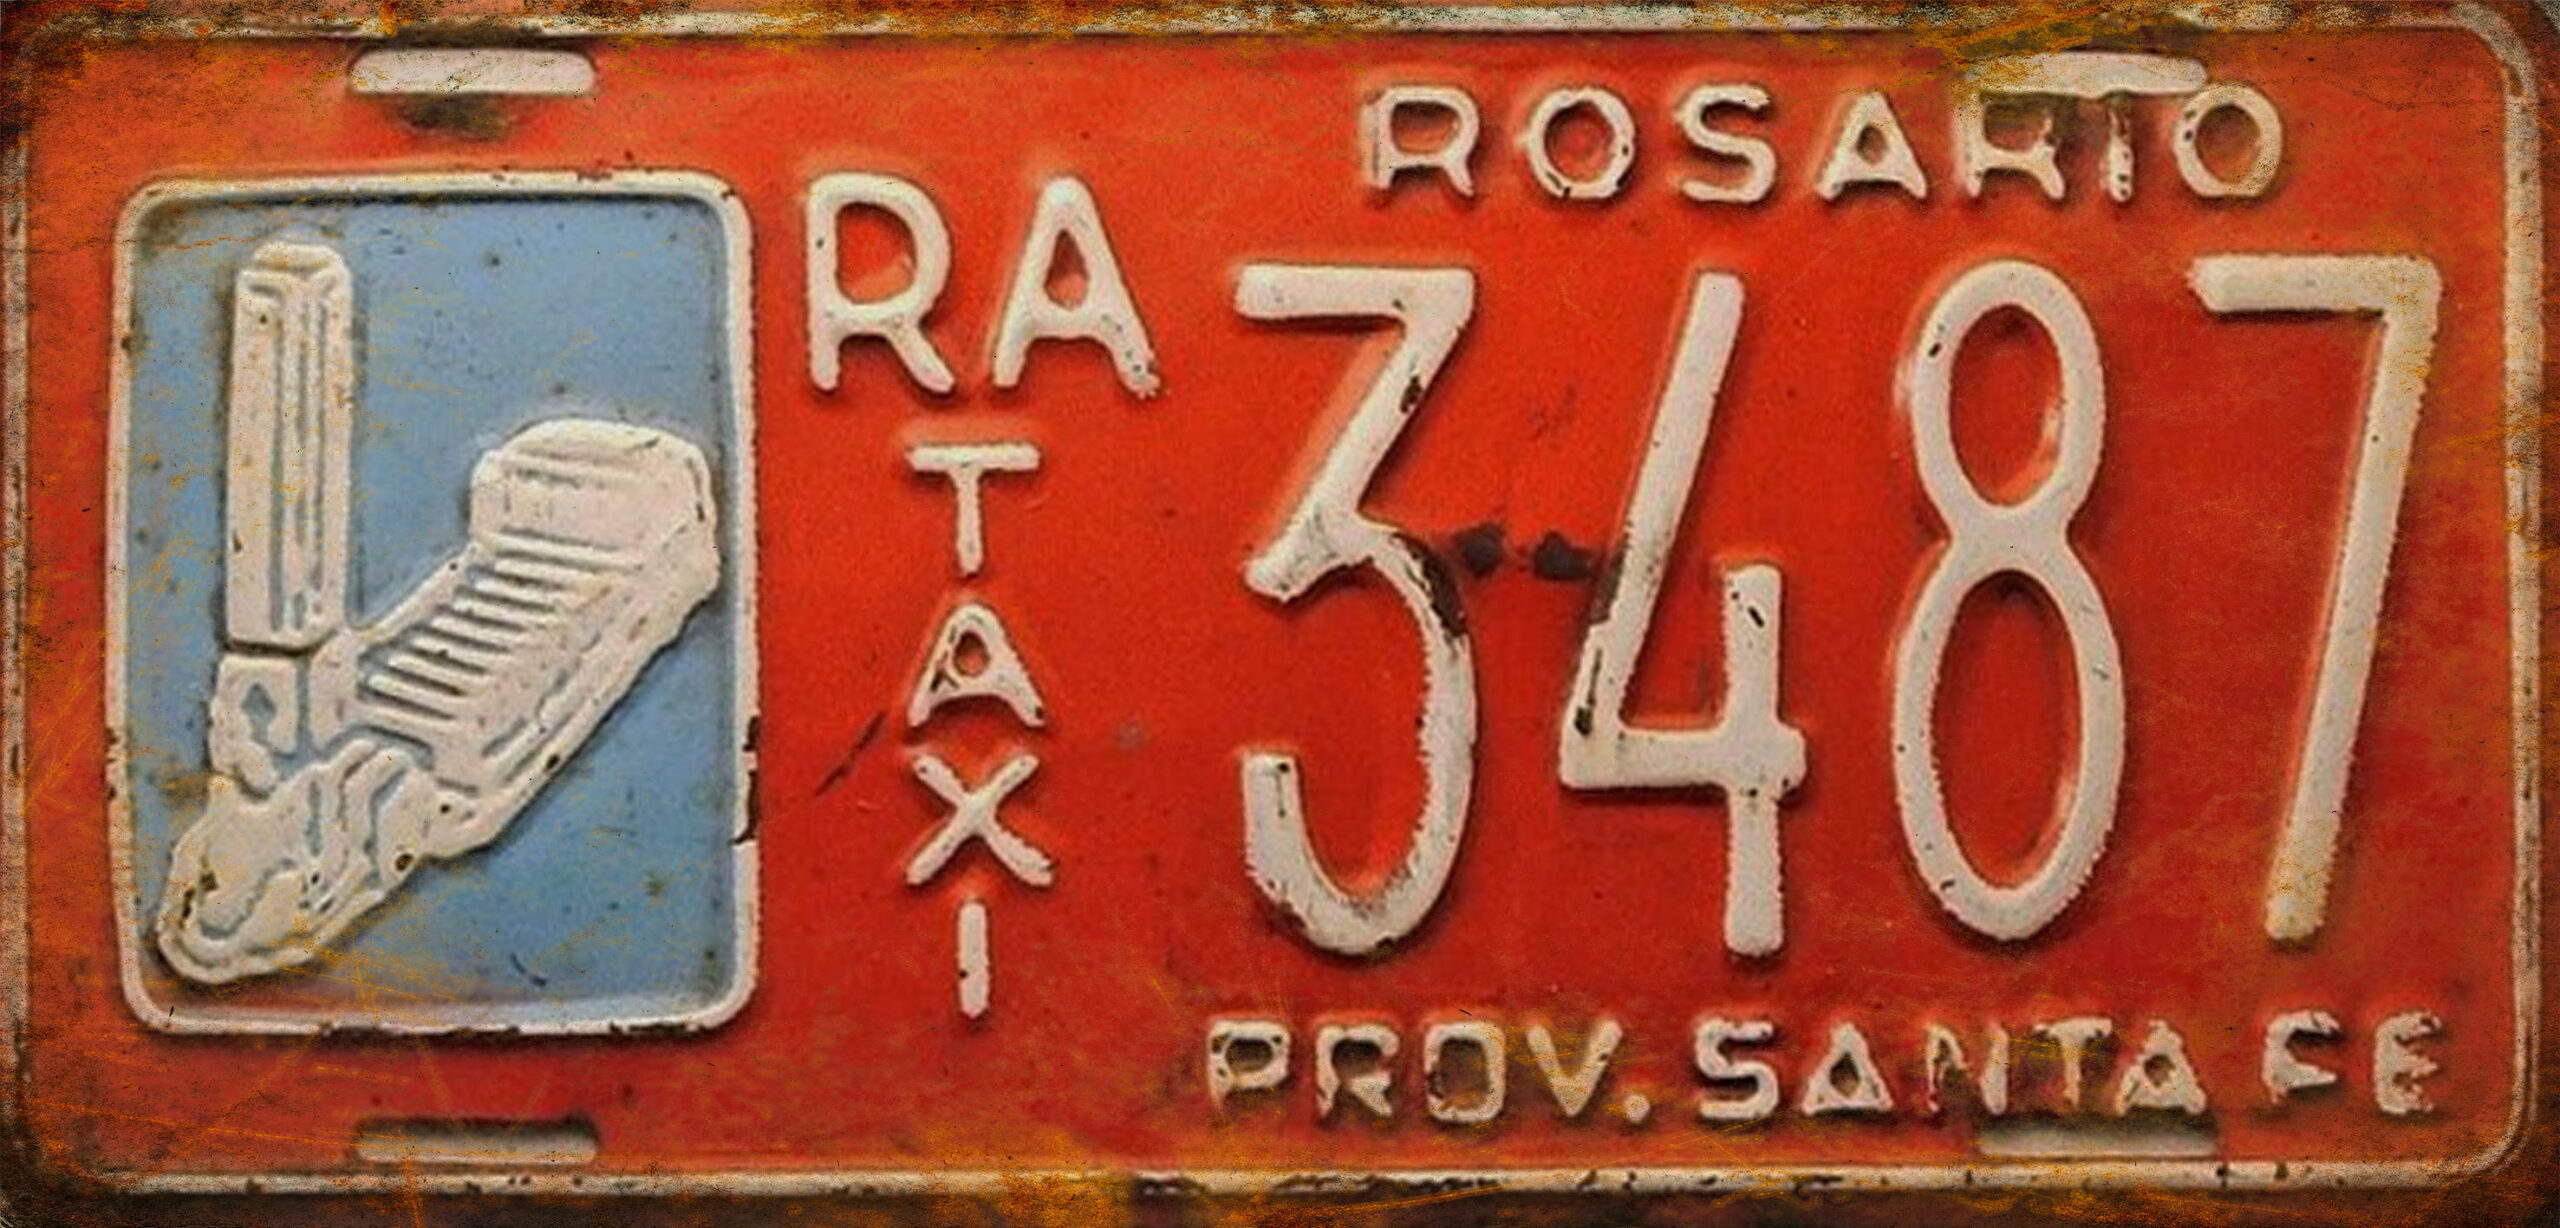 ROSARIO
RA
TAXI
3487
PROV. SANTA FE